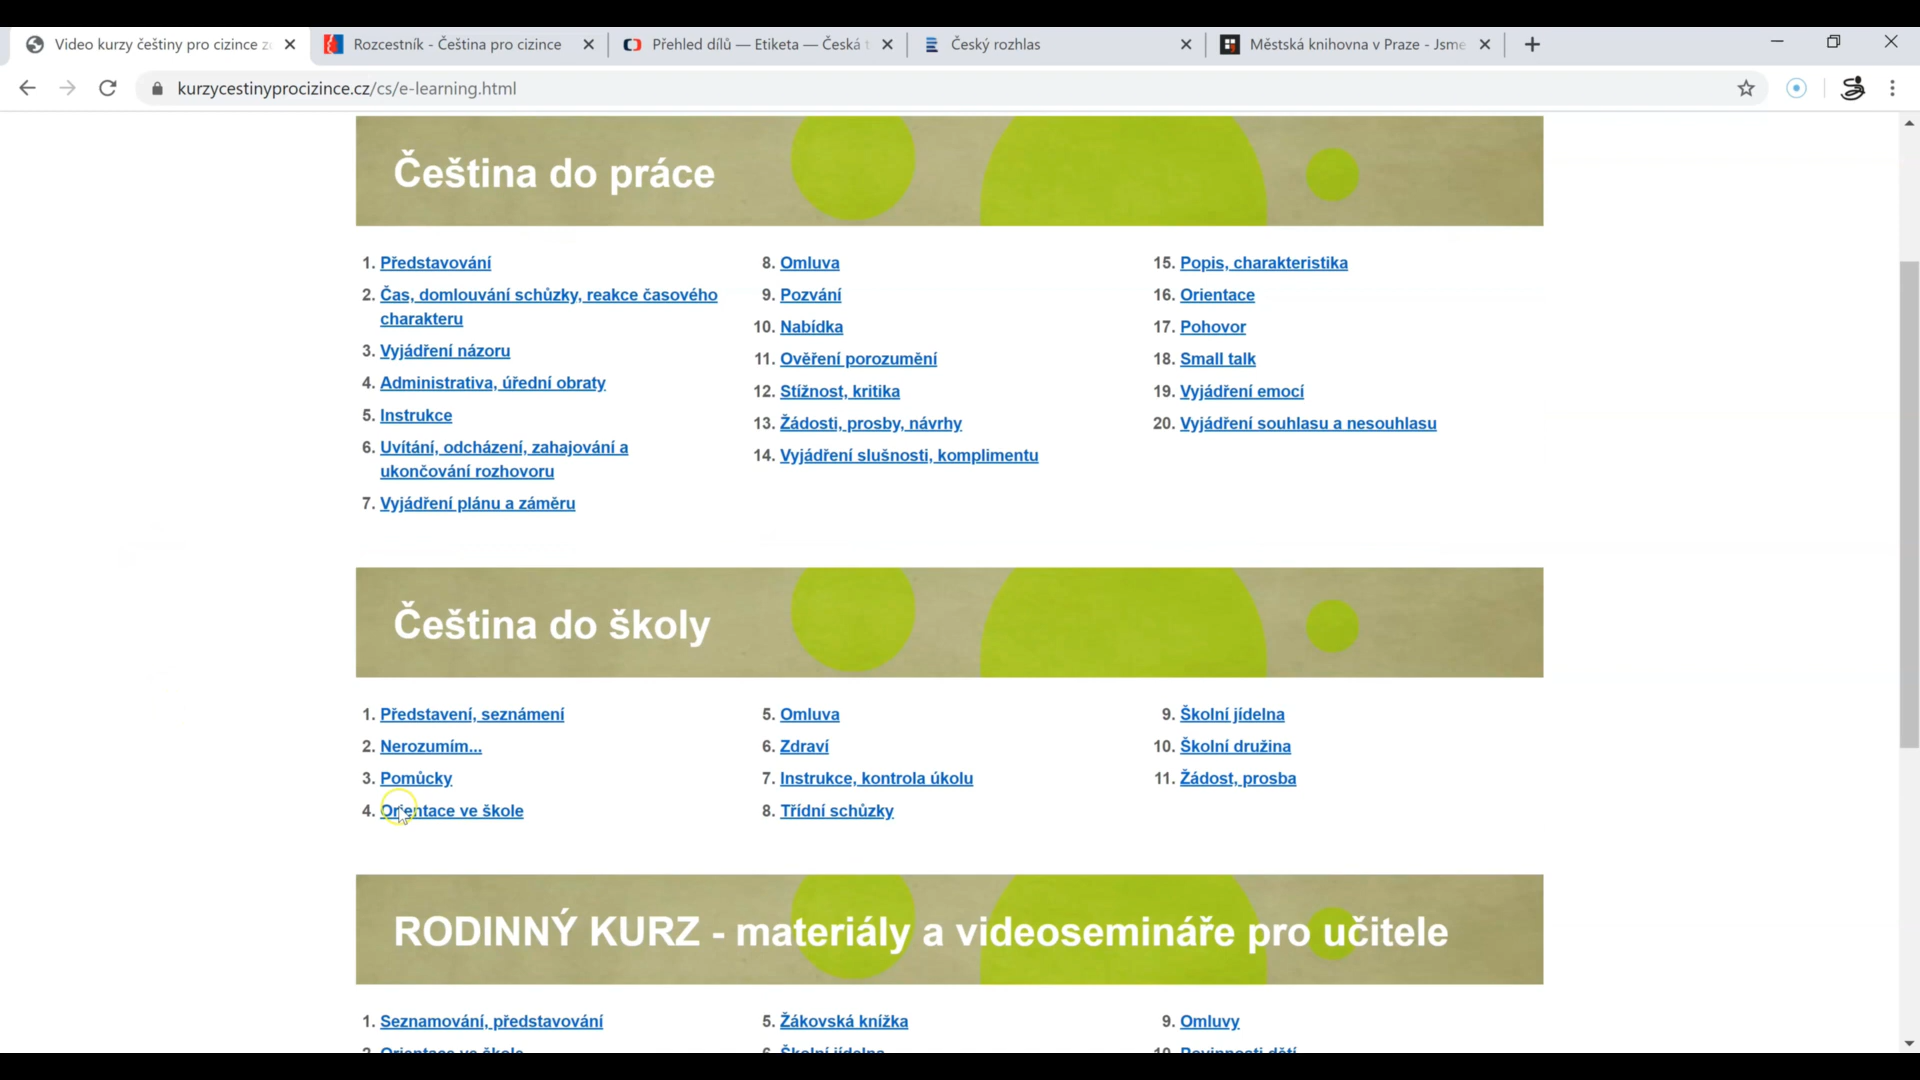 Video kurzy češtiny pro cizince
Rozcestník - Čeština pro cizince
Přehled dílů — Etiketa — Česká
Český rozhlas
Městská knihovna v Praze - Jsme
kurzycestinyprocizince.cz/cs/e-learning.html
Čeština do práce
1. Představování
2. Čas, domlouvání schůzky, reakce časového
charakteru
3. Vyjádření názoru
4. Administrativa, úřední obraty
5. Instrukce
6. Uvítání, odcházení, zahajování a
ukončování rozhovoru
7. Vyjádření plánu a záměru
8. Omluva
9. Pozvání
10. Nabídka
11. Ověření porozumění
12. Stížnost, kritika
13. Žádosti, prosby, návrhy
14. Vyjádření slušnosti, komplimentu
15. Popis, charakteristika
16. Orientace
17. Pohovor
18. Small talk
19. Vyjádření emocí
20. Vyjádření souhlasu a nesouhlasu
Čeština do školy
1. Představení, seznámení
2. Nerozumím...
3. Pomůcky
4. Orientace ve škole
5. Omluva
6. Zdraví
7. Instrukce, kontrola úkolu
8. Třídní schůzky
9. Školní jídelna
10. Školní družina
11. Žádost, prosba
RODINNÝ KURZ - materiály a videosemináře pro učitele
1. Seznamování, představování
2. Orientace ve škole
5. Žákovská knížka
6. Školní jídelna
9. Omluvy
10. Povinnosti dětí